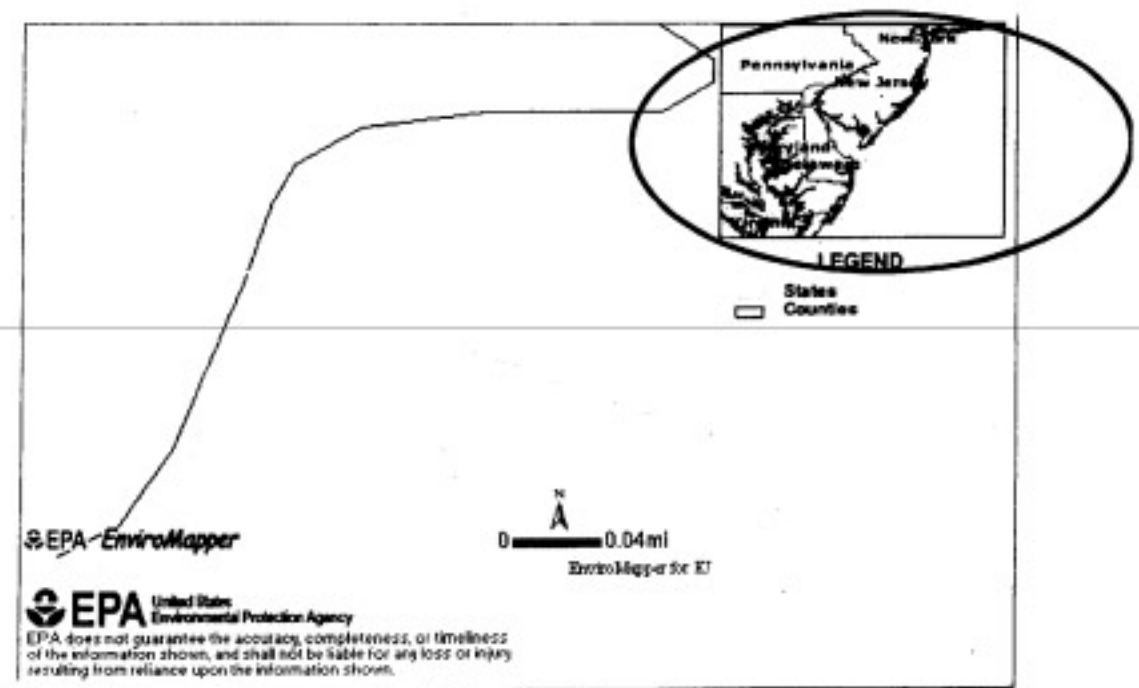 New York
Pennsylvania
New Jersey
Maryland
Delaware
Virginia
LEGEND
States
Counties
EPA EnviroMapper
N
0 0.04mi
EnviroMapper for EJ
EPA United States
Environmental Protection Agency
EPA does not guarantee the accuracy, completeness, or timeliness
of the information shown, and shall not be liable for any loss or injury
resulting from reliance upon the information shown.